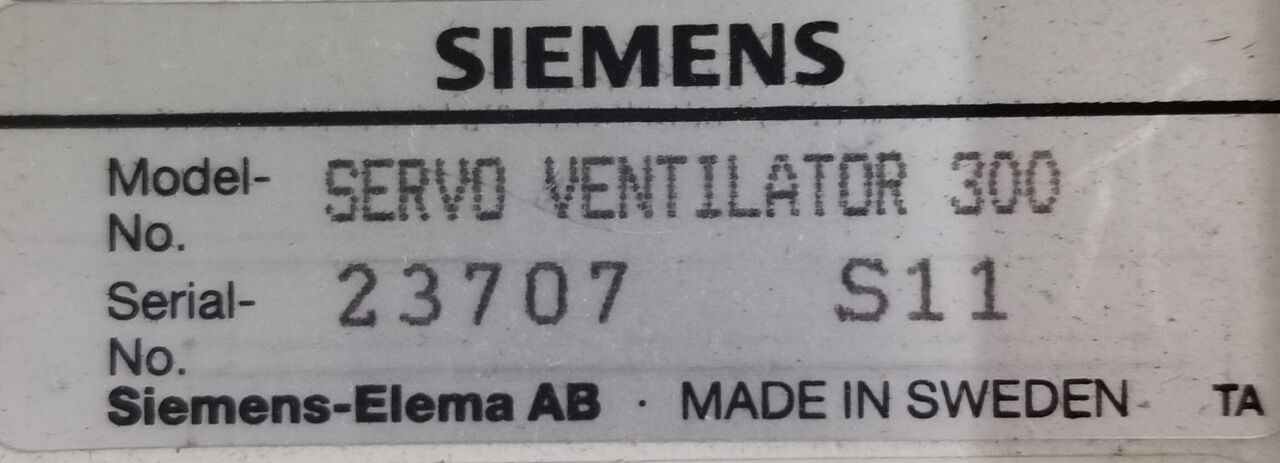 SIEMENS
Model- SERVO VENTILATOR 300
No.
Serial- 23707 S11
No.
Siemens-Elema AB · MADE IN SWEDEN TA